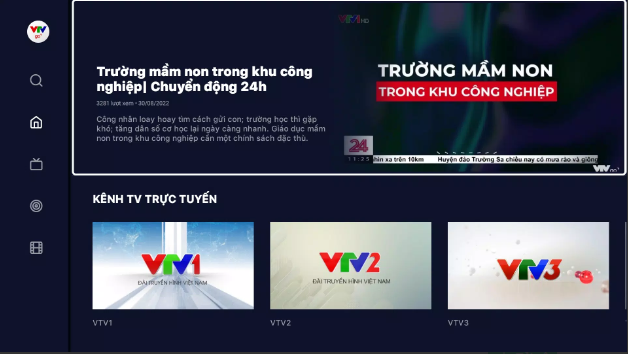 VTV
go
Trường mầm non trong khu công
nghiệp| Chuyển động 24h
3281 lượt xem • 30/08/2022
Công nhân loay hoay tìm cách gửi con; trường học thì gặp
khó; tăng dân số cơ học lại ngày càng nhanh. Giáo dục mầm
non trong khu công nghiệp cần một chính sách đặc thù.
VTV1 HD
TRƯỜNG MẦM NON
TRONG KHU CÔNG NGHIỆP
24
11:35
hìn xa trên 10km
Huyện đảo Trường Sa chiều nay có mưa rào và giông
VTV go
KÊNH TV TRỰC TUYẾN
VTV1
ĐÀI TRUYỀN HÌNH VIỆT NAM
VTV2
ĐÀI TRUYỀN HÌNH VIỆT NAM
VTV3
VTV1
VTV2
VTV3